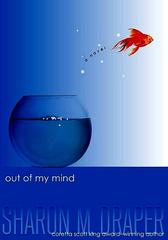 a novel
out of my mind
SHARON M. DRAPER
coretta scott king award-winning author